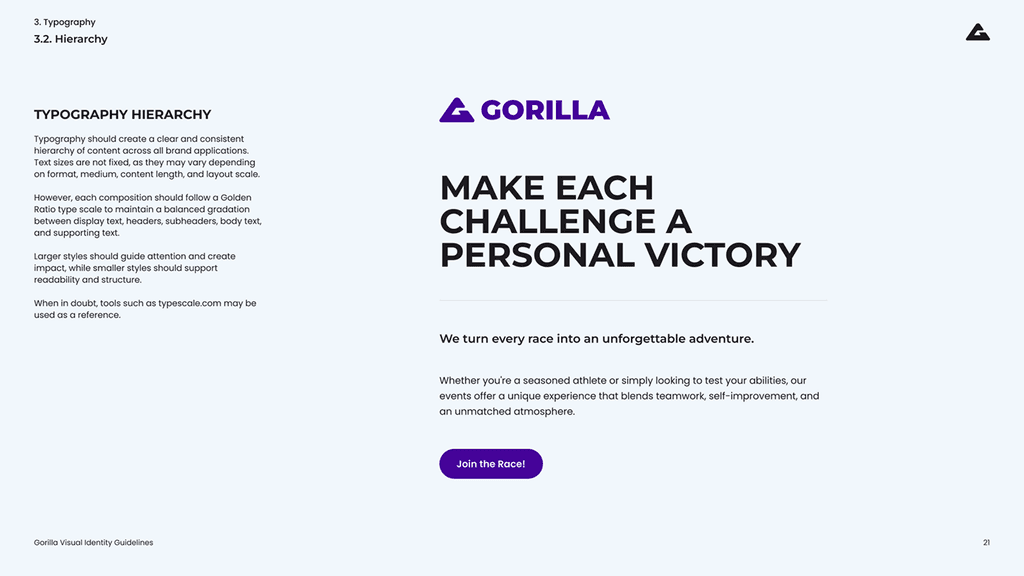 3. Typography
3.2. Hierarchy
TYPOGRAPHY HIERARCHY
Typography should create a clear and consistent
hierarchy of content across all brand applications.
Text sizes are not fixed, as they may vary depending
on format, medium, content length, and layout scale.
However, each composition should follow a Golden
Ratio type scale to maintain a balanced gradation
between display text, headers, subheaders, body text,
and supporting text.
Larger styles should guide attention and create
impact, while smaller styles should support
readability and structure.
When in doubt, tools such as typescale.com may be
used as a reference.
GORILLA
MAKE EACH
CHALLENGE A
PERSONAL VICTORY
We turn every race into an unforgettable adventure.
Whether you're a seasoned athlete or simply looking to test your abilities, our
events offer a unique experience that blends teamwork, self-improvement, and
an unmatched atmosphere.
Join the Race!
Gorilla Visual Identity Guidelines
21